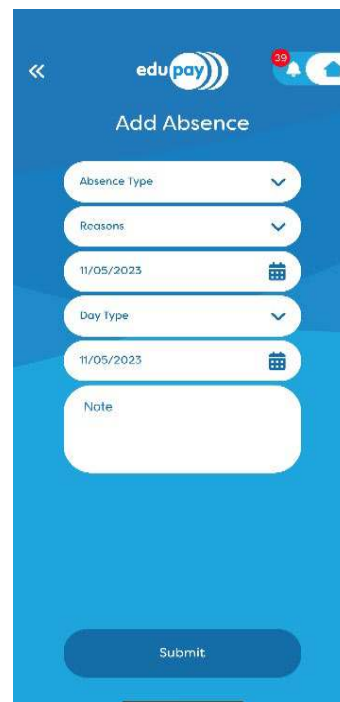 39
edupay
Add Absence
Absence Type
Reasons
11/05/2023
Day Type
11/05/2023
Note
Submit